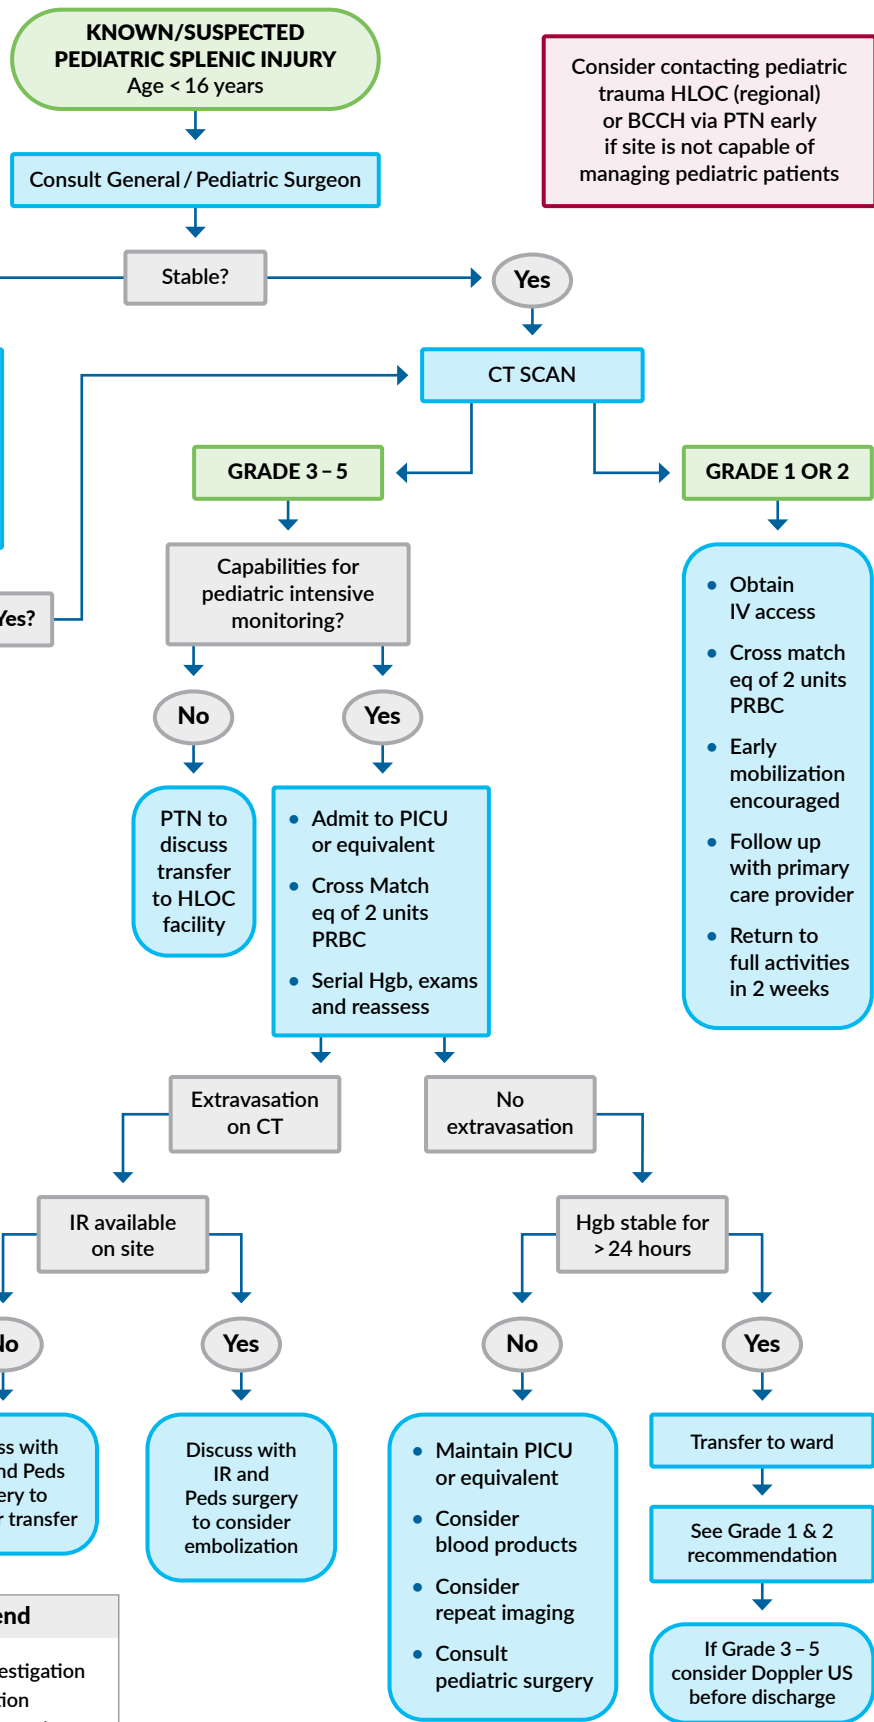 KNOWN/SUSPECTED
PEDIATRIC SPLENIC INJURY
Age < 16 years
Consider contacting pediatric
trauma HLOC (regional)
or BCCH via PTN early
if site is not capable of
managing pediatric patients
Consult General / Pediatric Surgeon
Stable?
Yes
CT SCAN
GRADE 3 – 5
GRADE 1 OR 2
Capabilities for
pediatric intensive
monitoring?
Yes?
• Obtain
IV access
• Cross match
eq of 2 units
PRBC
• Early
mobilization
encouraged
• Follow up
with primary
care provider
• Return to
full activities
in 2 weeks
No
Yes
PTN to
discuss
transfer
to HLOC
facility
• Admit to PICU
or equivalent
• Cross Match
eq of 2 units
PRBC
• Serial Hgb, exams
and reassess
Extravasation
on CT
No
extravasation
IR available
on site
Hgb stable for
> 24 hours
No
Yes
No
Yes
with
Peds
to
transfer
Discuss with
IR and
Peds surgery
to consider
embolization
• Maintain PICU
or equivalent
• Consider
blood products
• Consider
repeat imaging
• Consult
pediatric surgery
Transfer to ward
See Grade 1 & 2
recommendation
If Grade 3 – 5
consider Doppler US
before discharge